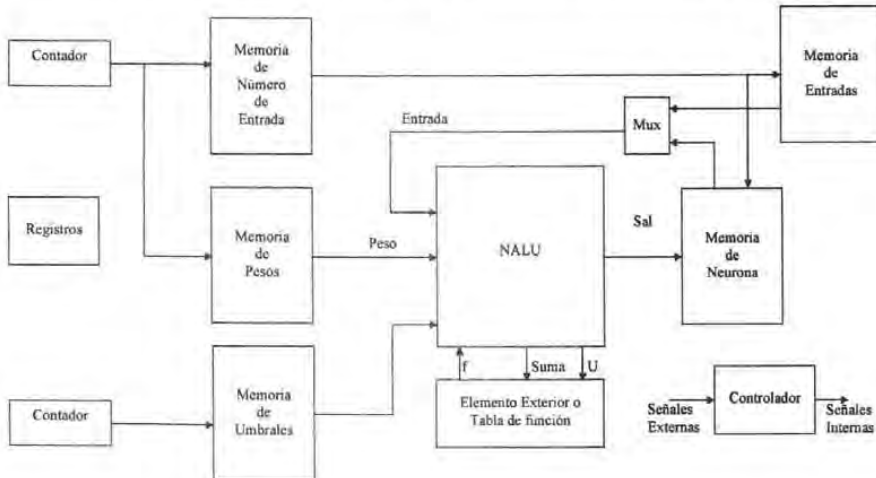 Contador
Memoria
de
Número
de
Entrada
Memoria
de
Entradas
Mux
Entrada
Registros
Memoria
de
Pesos
Peso
NALU
Sal
Memoria
de
Neurona
Contador
Memoria
de
Umbrales
f
Suma
U
Elemento Exterior o
Tabla de función
Señales
Externas
Controlador
Señales
Internas